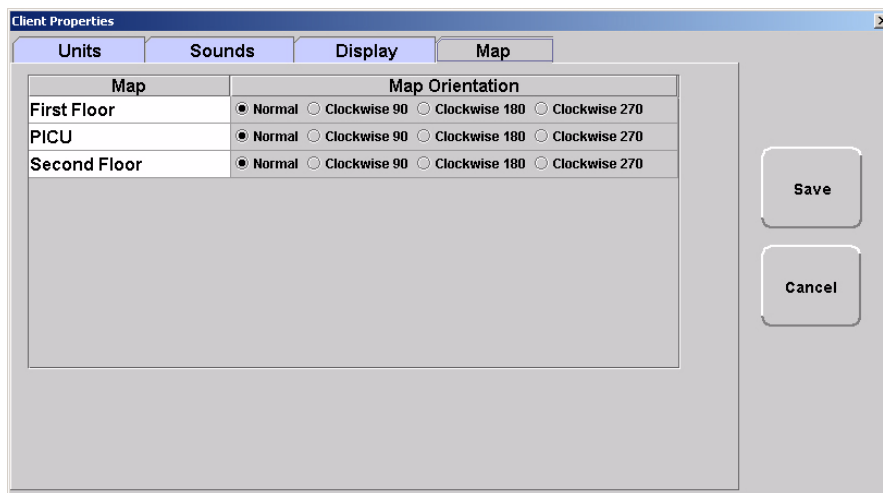 Client Properties
Units Sounds Display Map
Map Map Orientation
First Floor Normal Clockwise 90 Clockwise 180 Clockwise 270
PICU Normal Clockwise 90 Clockwise 180 Clockwise 270
Second Floor Normal Clockwise 90 Clockwise 180 Clockwise 270
Save
Cancel